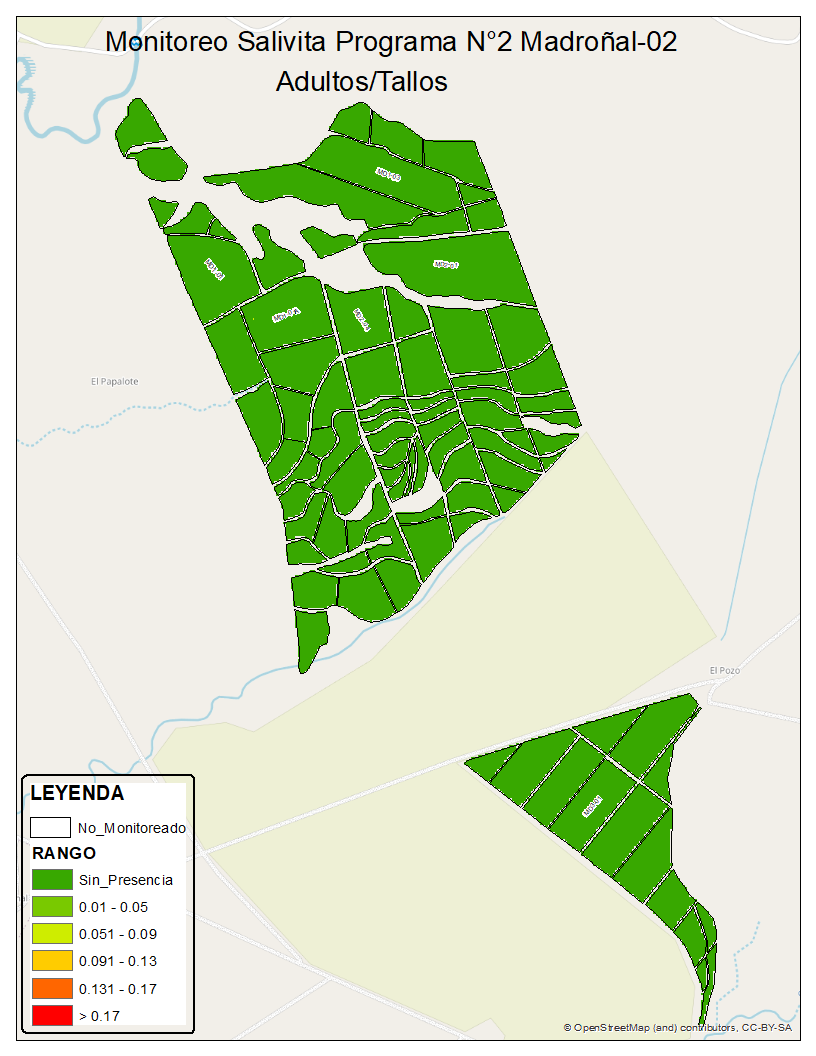 Monitoreo Salivita Programa N°2 Madroñal-02
Adultos/Tallos
El Papalote
El Pozo
LEYENDA
No_Monitoreado
RANGO
Sin_Presencia
0.01 - 0.05
0.051 - 0.09
0.091 - 0.13
0.131 - 0.17
> 0.17
© OpenStreetMap (and) contributors, CC-BY-SA